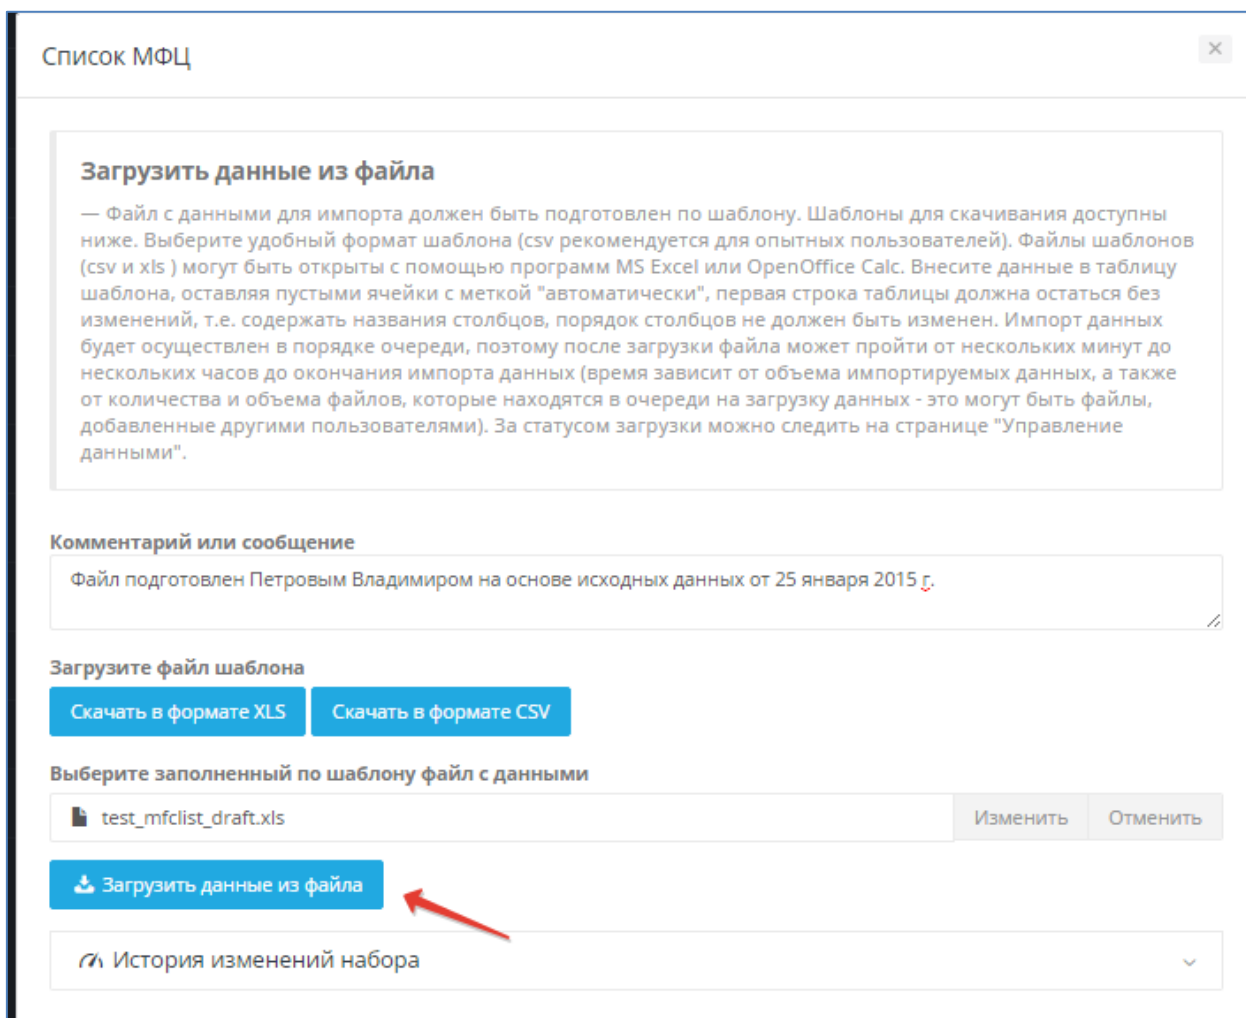 Список МФЦ
×
Загрузить данные из файла
— Файл с данными для импорта должен быть подготовлен по шаблону. Шаблоны для скачивания доступны
ниже. Выберите удобный формат шаблона (csv рекомендуется для опытных пользователей). Файлы шаблонов
(csv и xls ) могут быть открыты с помощью программ MS Excel или OpenOffice Calc. Внесите данные в таблицу
шаблона, оставляя пустыми ячейки с меткой "автоматически", первая строка таблицы должна остаться без
изменений, т.е. содержать названия столбцов, порядок столбцов не должен быть изменен. Импорт данных
будет осуществлен в порядке очереди, поэтому после загрузки файла может пройти от нескольких минут до
нескольких часов до окончания импорта данных (время зависит от объема импортируемых данных, а также
от количества и объема файлов, которые находятся в очереди на загрузку данных - это могут быть файлы,
добавленные другими пользователями). За статусом загрузки можно следить на странице "Управление
данными".
Комментарий или сообщение
Файл подготовлен Петровым Владимиром на основе исходных данных от 25 января 2015 г.
Загрузите файл шаблона
Скачать в формате XLS Скачать в формате CSV
Выберите заполненный по шаблону файл с данными
test_mfclist_draft.xls Изменить Отменить
Загрузить данные из файла
История изменений набора